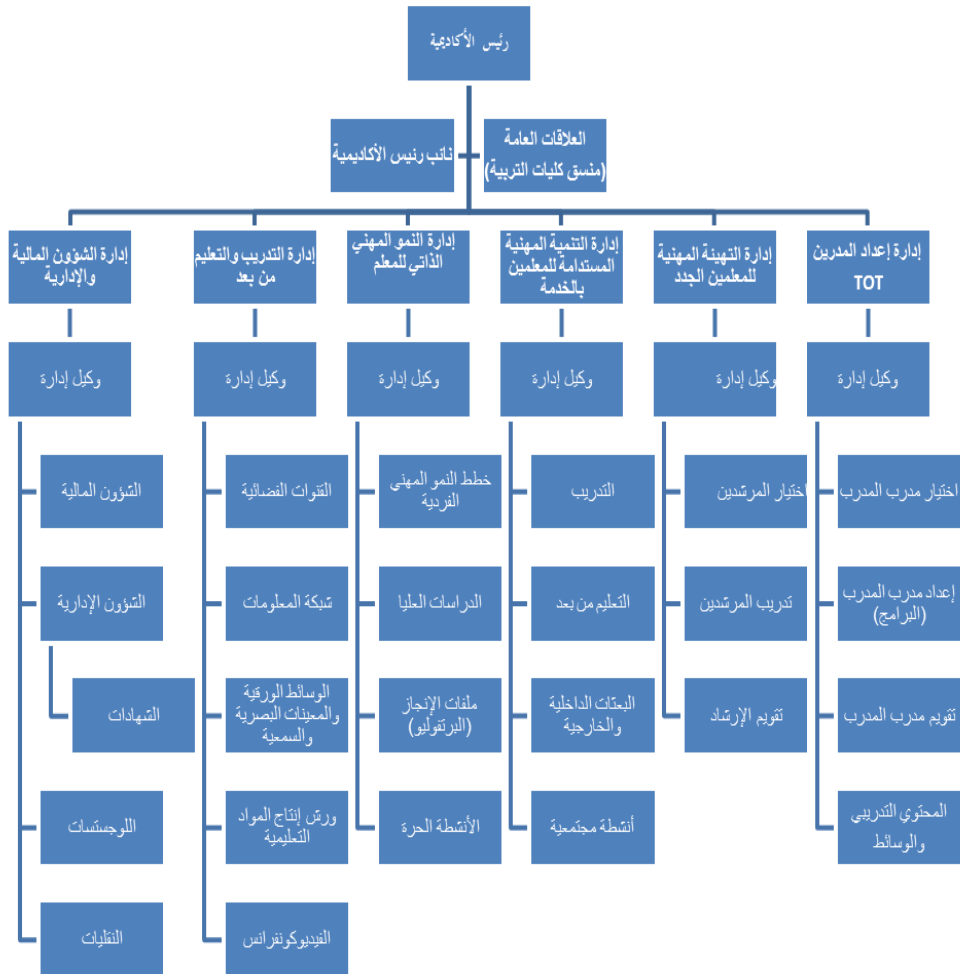 رئيس الأكاديمية
العلاقات العامة
(منسق كليات التربية)
نائب رئيس الأكاديمية
إدارة إعداد المدربين
TOT
إدارة التهيئة المهنية
للمعلمين الجدد
إدارة التنمية المهنية
المستدامة للمعلمين
بالخدمة
إدارة النمو المهني
الذاتي للمعلم
إدارة التدريب والتعليم
من بعد
إدارة الشؤون المالية
والإدارية
وكيل إدارة
وكيل إدارة
وكيل إدارة
وكيل إدارة
وكيل إدارة
وكيل إدارة
اختيار مدرب المدرب
إعداد مدرب المدرب
(البرامج)
تقويم مدرب المدرب
المحتوي التدريبي
والوسائط
اختيار المرشدين
تدريب المرشدين
تقويم الإرشاد
التدريب
التعليم من بعد
البعثات الداخلية
والخارجية
أنشطة مجتمعية
خطط النمو المهني
الفردية
الدراسات العليا
ملفات الإنجاز
(البرتفوليو)
الأنشطة الحرة
القنوات الفضائية
شبكة المعلومات
الوسائط الورقية
والمعينات البصرية
والسمعية
ورش إنتاج المواد
التعليمية
الفيديوكونفرانس
الشؤون المالية
الشؤون الإدارية
الشهادات
اللوجستسات
النقليات